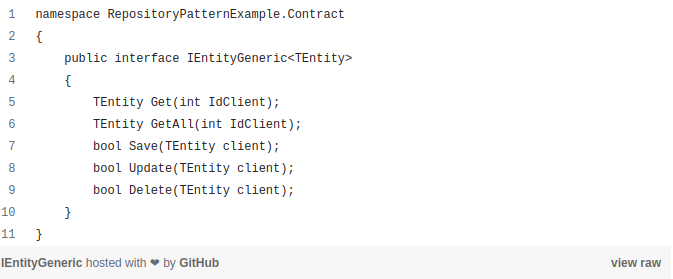 1 namespace RepositoryPatternExample.Contract
2 {
3     public interface IEntityGeneric<TEntity>
4     {
5         TEntity Get(int IdClient);
6         TEntity GetAll(int IdClient);
7         bool Save(TEntity client);
8         bool Update(TEntity client);
9         bool Delete(TEntity client);
10     }
11 }
IEntityGeneric hosted with ❤ by GitHub view raw